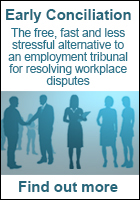 Early Conciliation
The free, fast and less
stressful alternative to
an employment tribunal
for resolving workplace
disputes
Find out more